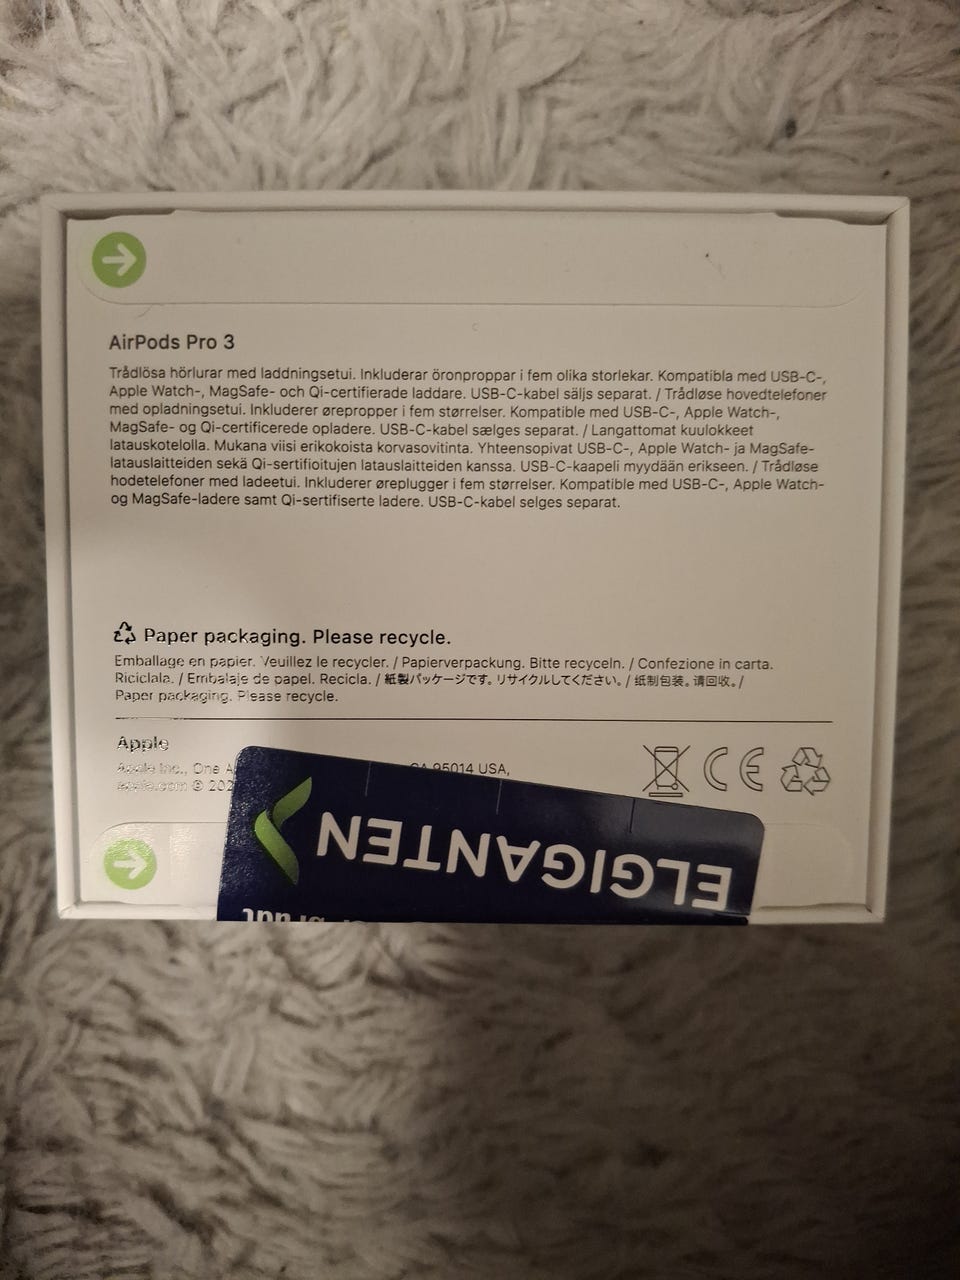 AirPods Pro 3
Trådlösa hörlurar med laddningsetui. Inkluderar öronproppar i fem olika storlekar. Kompatibla med USB-C-,
Apple Watch-, MagSafe- och Qi-certifierade laddare. USB-C-kabel säljs separat. / Trådløse hovedtelefoner
med opladningsetui. Inkluderer ørepropper i fem størrelser. Kompatible med USB-C-, Apple Watch-,
MagSafe- og Qi-certificerede opladere. USB-C-kabel sælges separat. / Langattomat kuulokkeet
latauskotelolla. Mukana viisi erikokoista korvasovitinta. Yhteensopivat USB-C-, Apple Watch- ja MagSafe-
latauslaitteiden sekä Qi-sertifioitujen latauslaitteiden kanssa. USB-C-kaapeli myydään erikseen. / Trådløse
hodetelefoner med ladeetui. Inkluderer øreplugger i fem størrelser. Kompatible med USB-C-, Apple Watch-
og MagSafe-ladere samt Qi-sertifiserte ladere. USB-C-kabel selges separat.
Paper packaging. Please recycle.
Emballage en papier. Veuillez le recycler. / Papierverpackung. Bitte recyceln. / Confezione in carta.
Riciclala. / Embalaje de papel. Recicla. / 紙製パッケージです。リサイクルしてください。/ 纸制包装。请回收。/
Paper packaging. Please recycle.
Apple
Apple Inc., One CA 95014 USA,
apple.com ©
CE
ELGIGANTEN